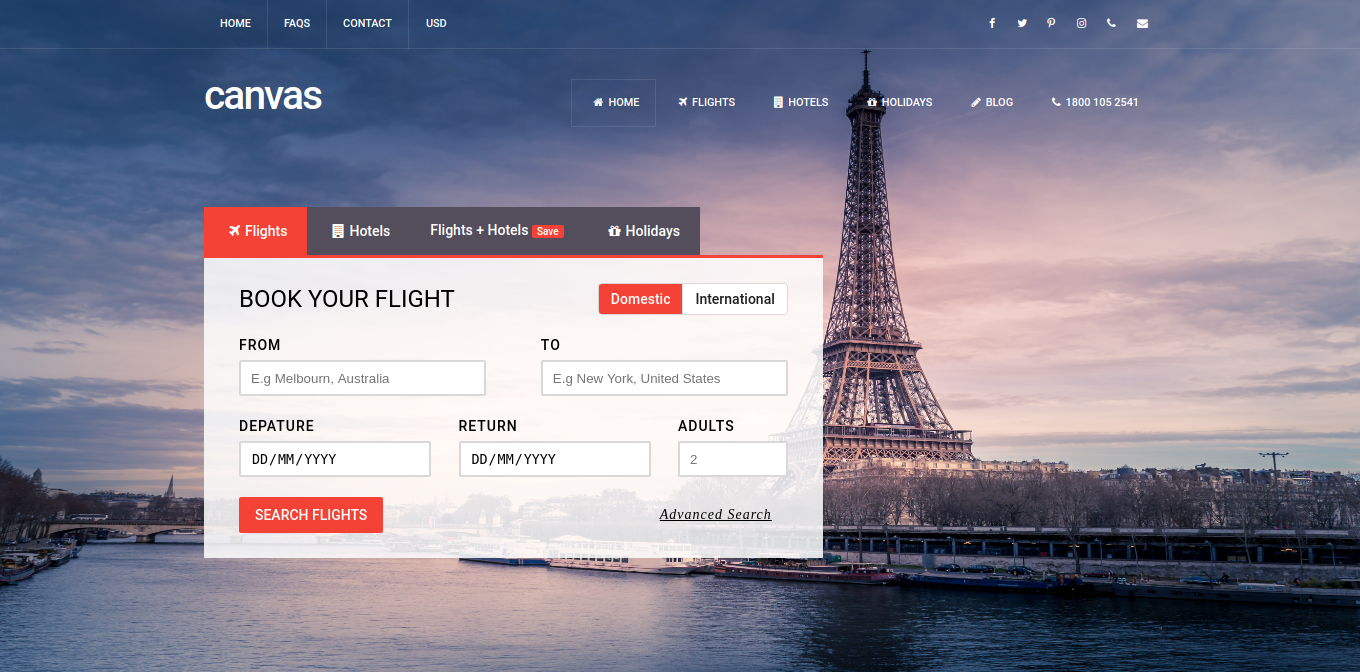 HOME FAQS CONTACT USD
canvas
HOME FLIGHTS HOTELS HOLIDAYS BLOG 1800 105 2541
Flights Hotels Flights + Hotels Save Holidays
BOOK YOUR FLIGHT Domestic International
FROM TO
E.g Melbourn, Australia E.g New York, United States
DEPATURE RETURN ADULTS
DD/MM/YYYY DD/MM/YYYY 2
SEARCH FLIGHTS Advanced Search